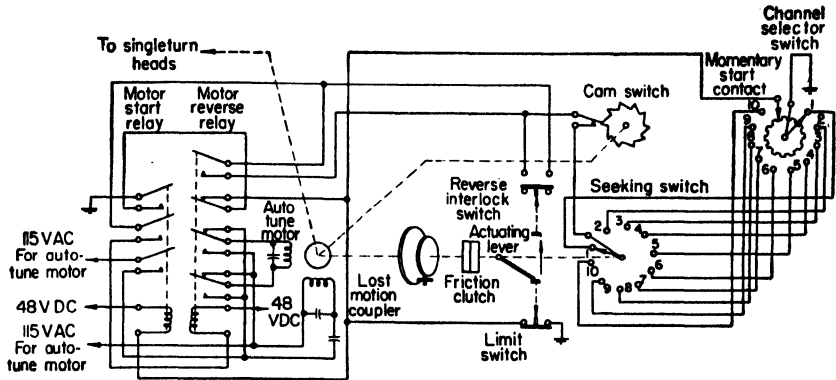 Channel
selector
switch
To singleturn
heads
Momentary
start
contact
Cam switch
Motor
start
relay
Motor
reverse
relay
10
9
8
7
6
5
4
3
2
Reverse
interlock
switch
Seeking switch
Auto
tune
motor
Actuating
lever
2
3
4
5
6
7
8
9
10
115 VAC
For auto-
tune motor
Lost
motion
coupler
Friction
clutch
48 V DC
48
VDC
115 VAC
For auto-
tune motor
Limit
switch